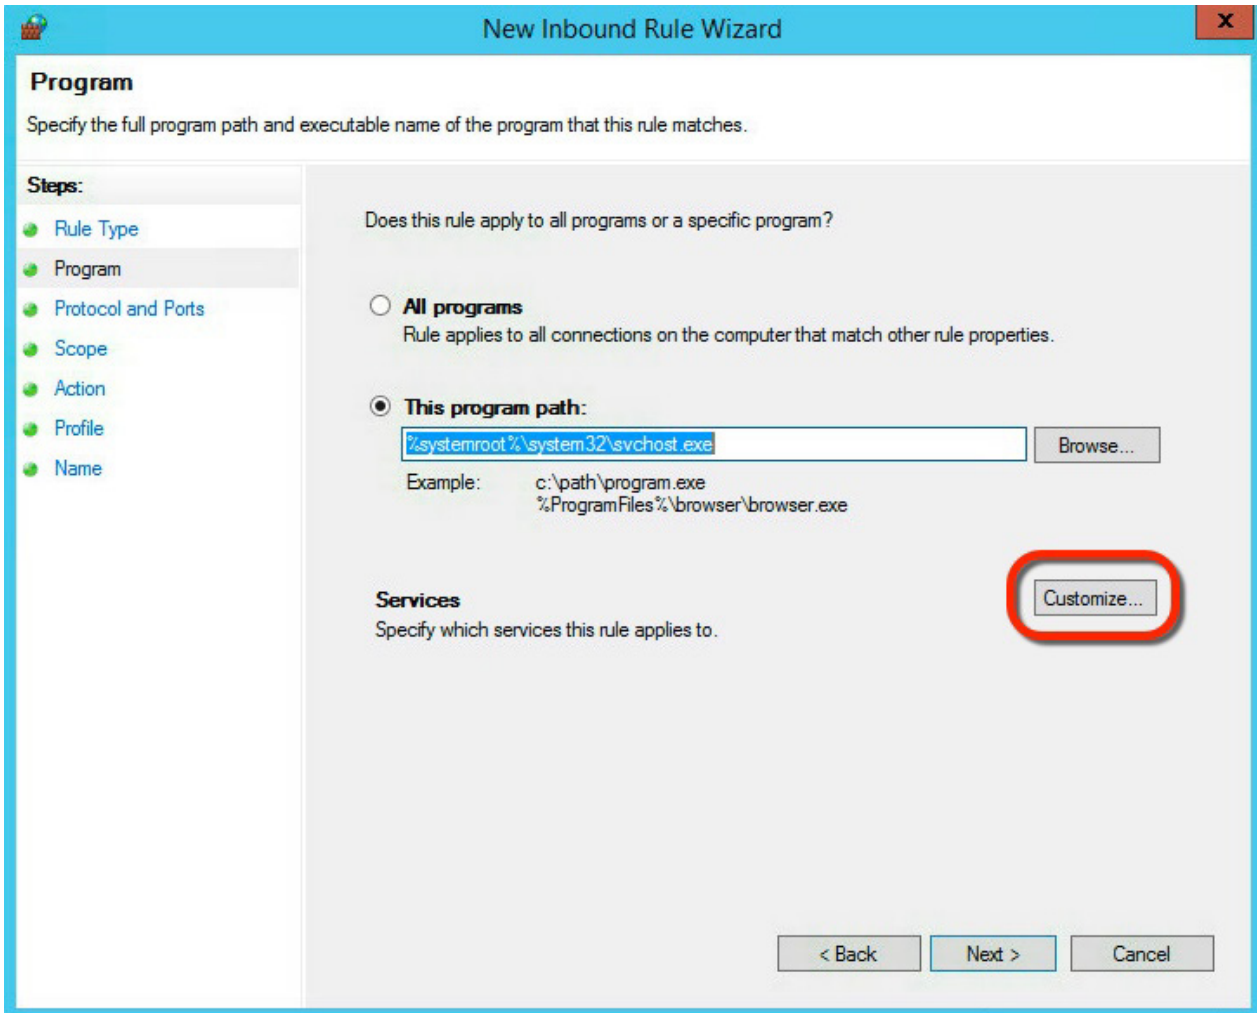 New Inbound Rule Wizard
x
Program
Specify the full program path and executable name of the program that this rule matches.
Steps:
Rule Type
Program
Protocol and Ports
Scope
Action
Profile
Name
Does this rule apply to all programs or a specific program?
All programs
Rule applies to all connections on the computer that match other rule properties.
This program path:
%systemroot%\system32\svchost.exe
Browse...
Example: c:\path\program.exe
%ProgramFiles%\browser\browser.exe
Services
Customize...
Specify which services this rule applies to.
< Back Next > Cancel